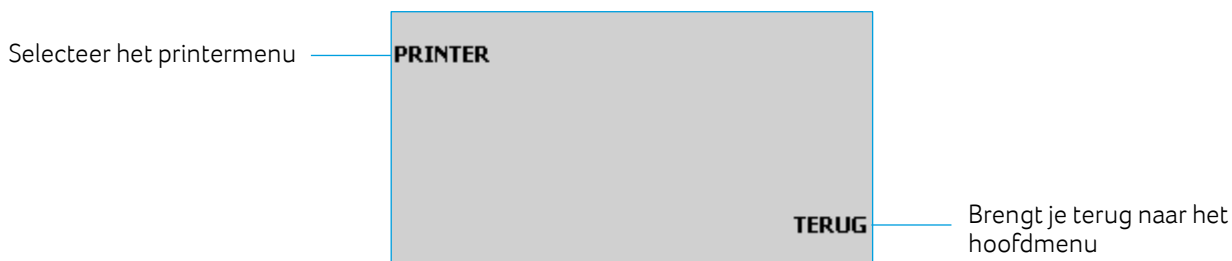 Selecteer het printermenu
PRINTER
TERUG
Brengt je terug naar het
hoofdmenu